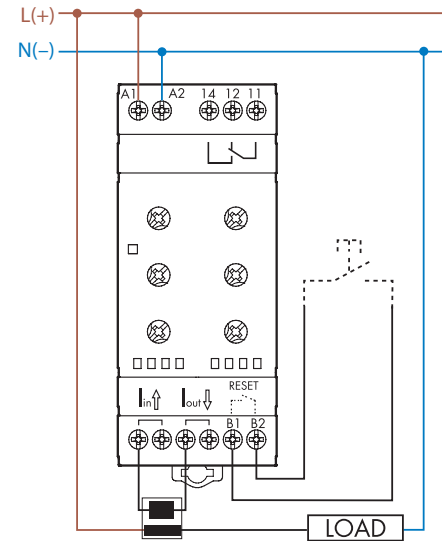 L(+)
N(−)
A1 A2 14 12 11
I in I out RESET
B1 B2
LOAD